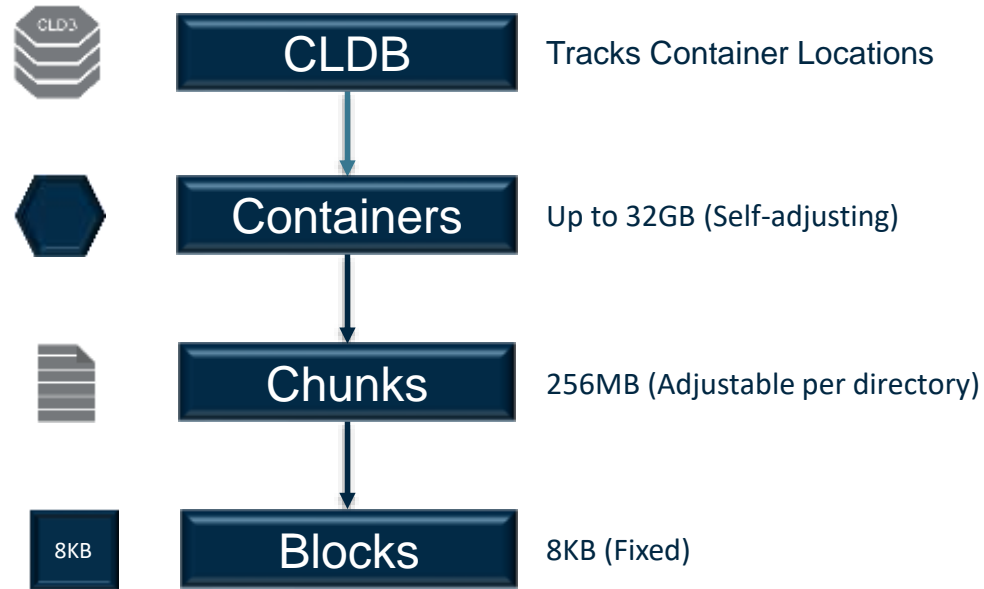 CLDB
CLDB
Tracks Container Locations
Containers
Up to 32GB (Self-adjusting)
Chunks
256MB (Adjustable per directory)
8KB
Blocks
8KB (Fixed)